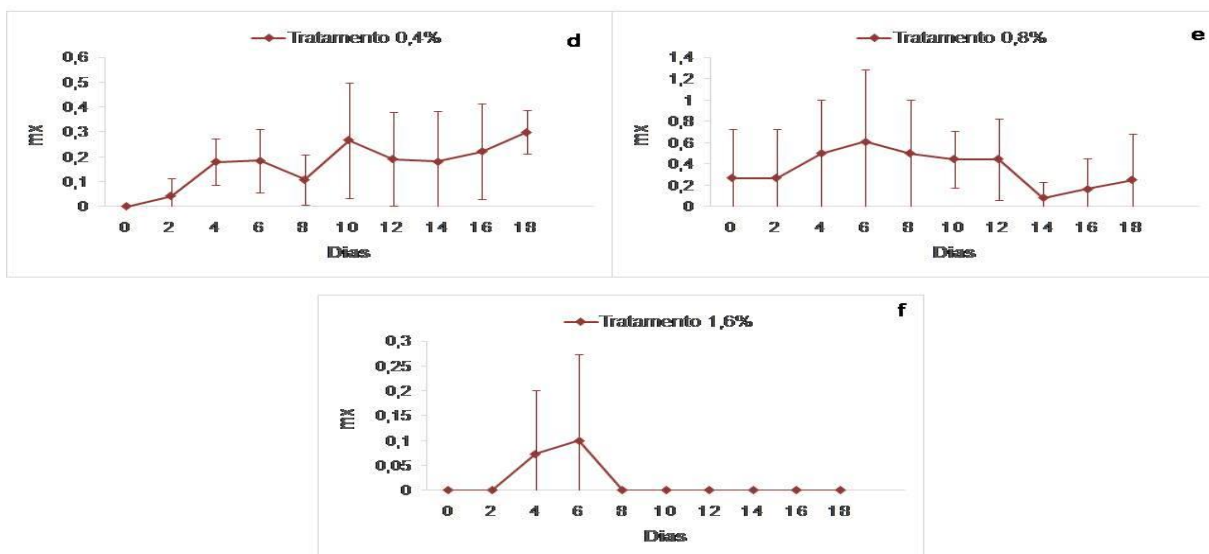 Tratamento 0,4%
d
0,6
0,5
0,4
0,3
0,2
0,1
0
mx
0 2 4 6 8 10 12 14 16 18
Dias
Tratamento 0,8%
e
1,4
1,2
1
0,8
0,6
0,4
0,2
0
mx
0 2 4 6 8 10 12 14 16 18
Dias
Tratamento 1,6%
f
0,3
0,25
0,2
0,15
0,1
0,05
0
mx
0 2 4 6 8 10 12 14 16 18
Dias